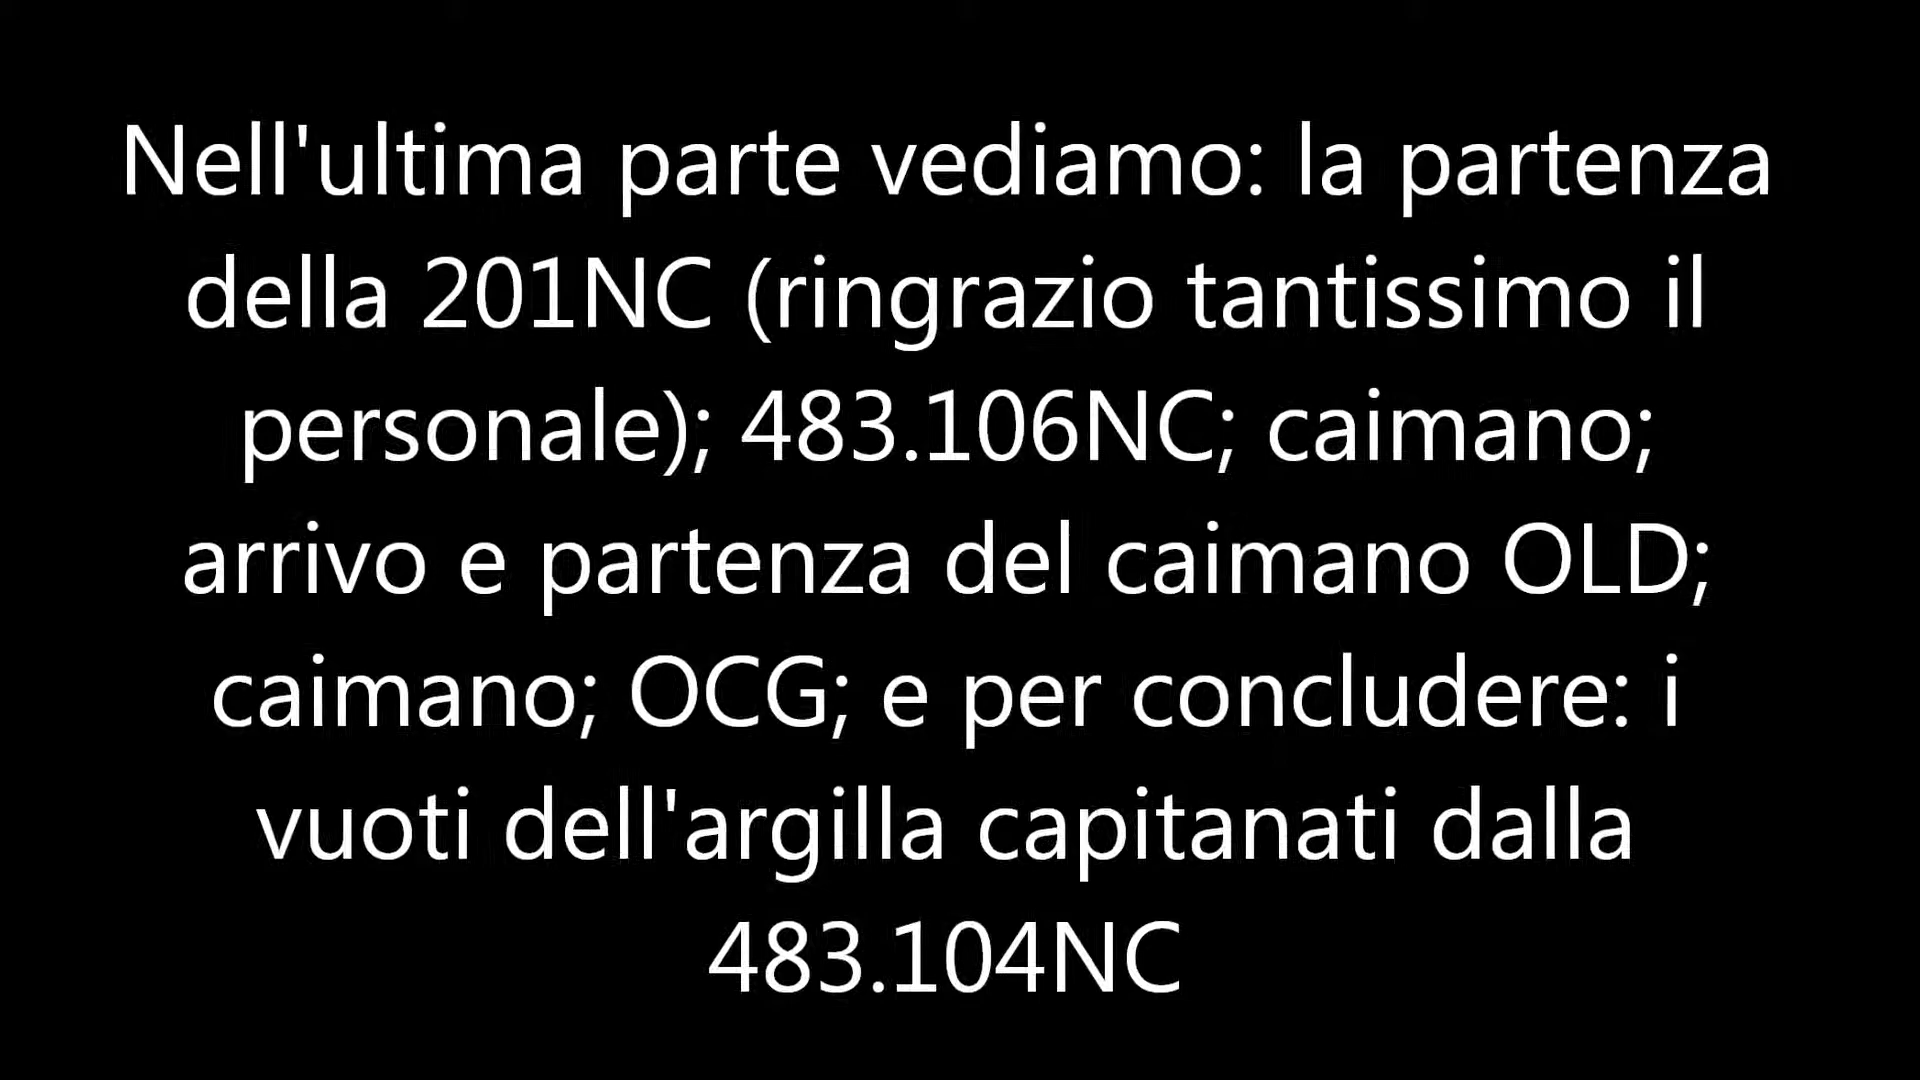 Nell'ultima parte vediamo: la partenza
della 201NC (ringrazio tantissimo il
personale); 483.106NC; caimano;
arrivo e partenza del caimano OLD;
caimano; OCG; e per concludere: i
vuoti dell'argilla capitanati dalla
483.104NC